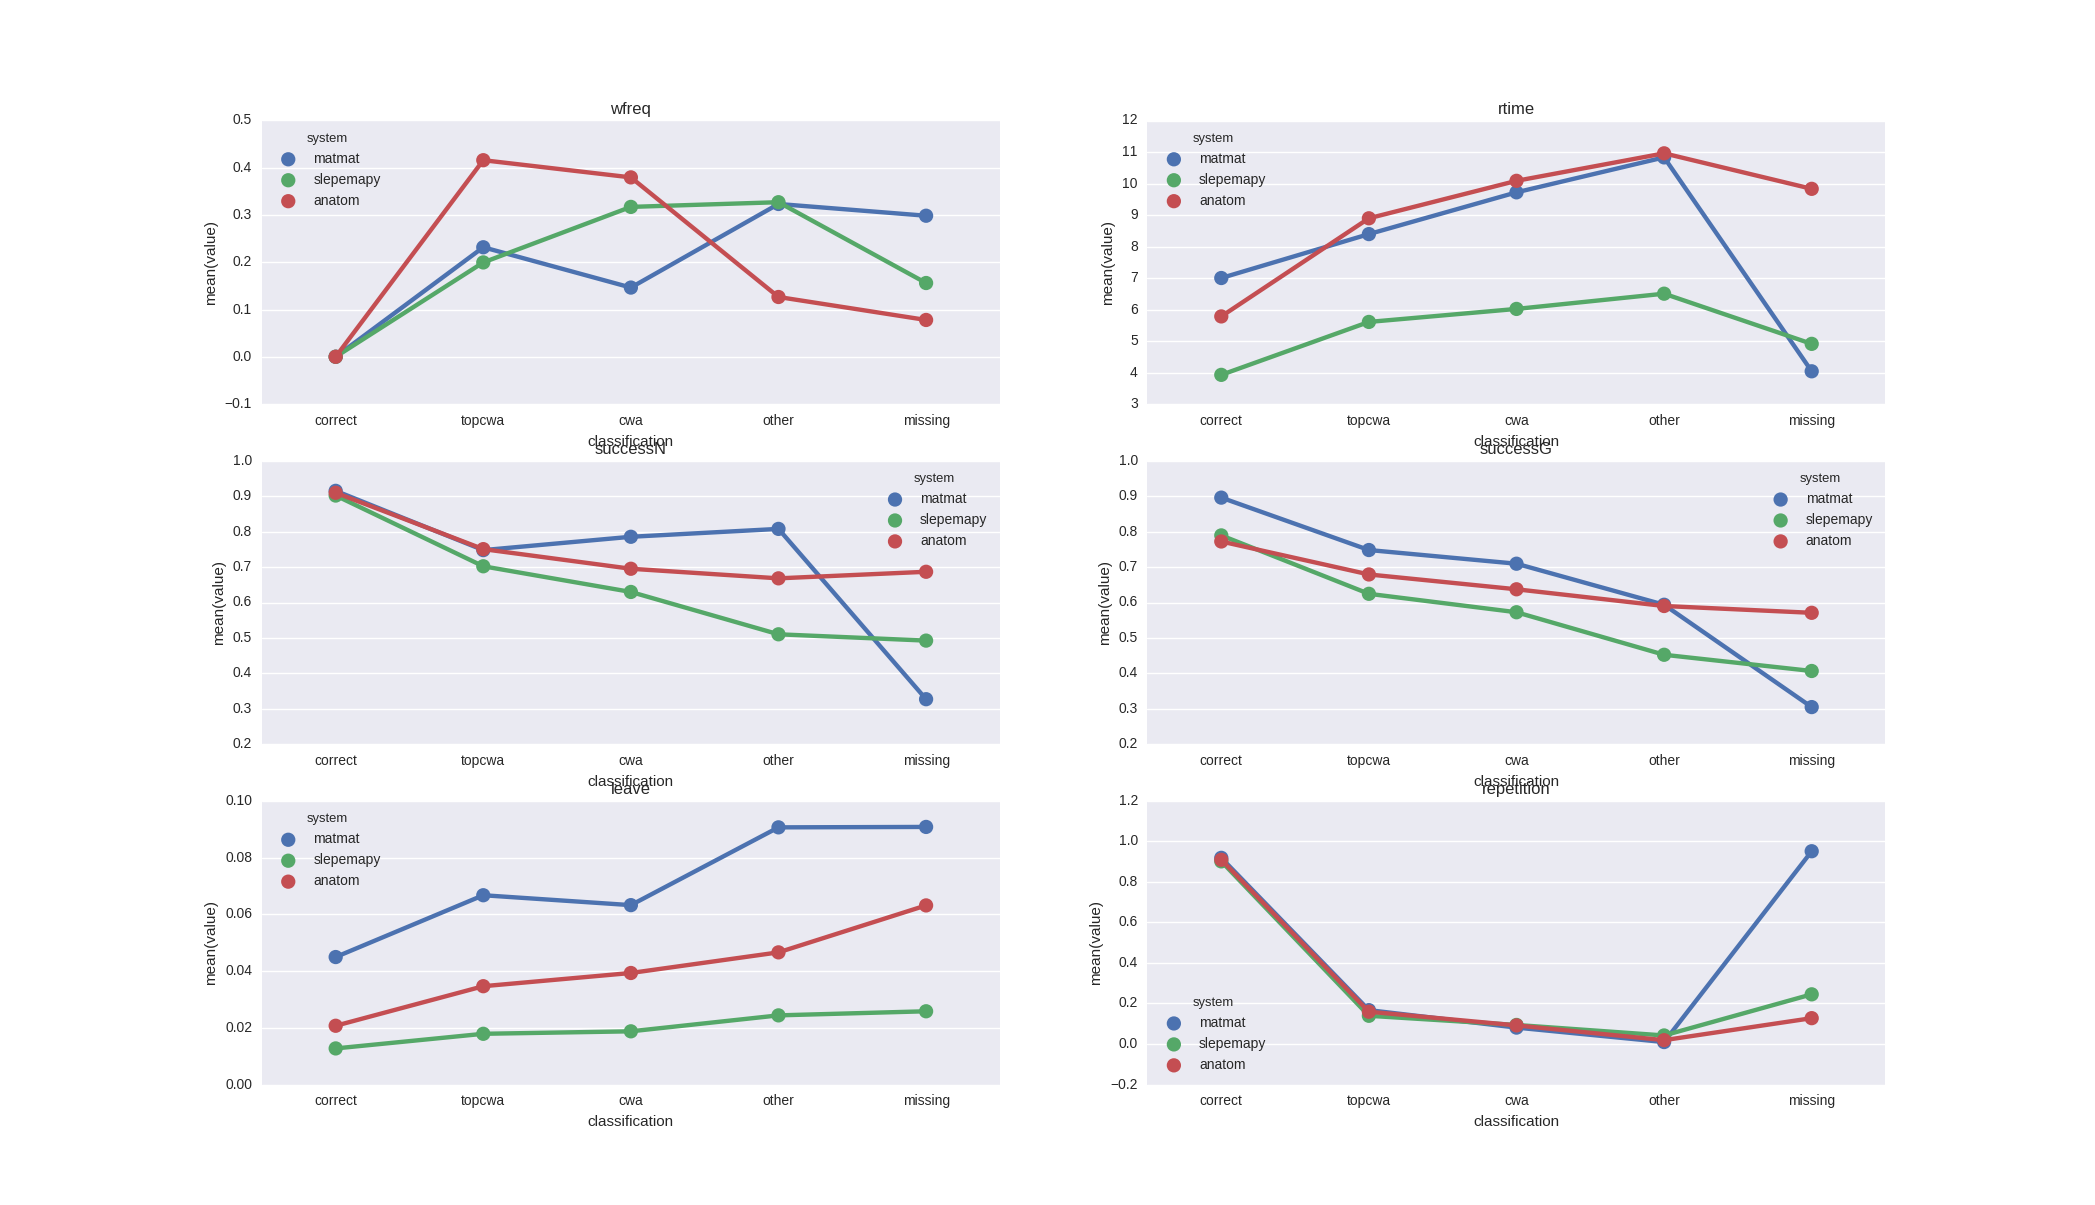 wfreq
0.5
0.4
0.3
0.2
0.1
0.0
−0.1
mean(value)
system
matmat
slepemapy
anatom
correct topcwa cwa other missing
classification
rtime
12
11
10
9
8
7
6
5
4
3
mean(value)
system
matmat
slepemapy
anatom
correct topcwa cwa other missing
classification
successN
1.0
0.9
0.8
0.7
0.6
0.5
0.4
0.3
0.2
mean(value)
system
matmat
slepemapy
anatom
correct topcwa cwa other missing
classification
successG
1.0
0.9
0.8
0.7
0.6
0.5
0.4
0.3
0.2
mean(value)
system
matmat
slepemapy
anatom
correct topcwa cwa other missing
classification
leave
0.10
0.08
0.06
0.04
0.02
0.00
mean(value)
system
matmat
slepemapy
anatom
correct topcwa cwa other missing
classification
repetition
1.2
1.0
0.8
0.6
0.4
0.2
0.0
−0.2
mean(value)
system
matmat
slepemapy
anatom
correct topcwa cwa other missing
classification